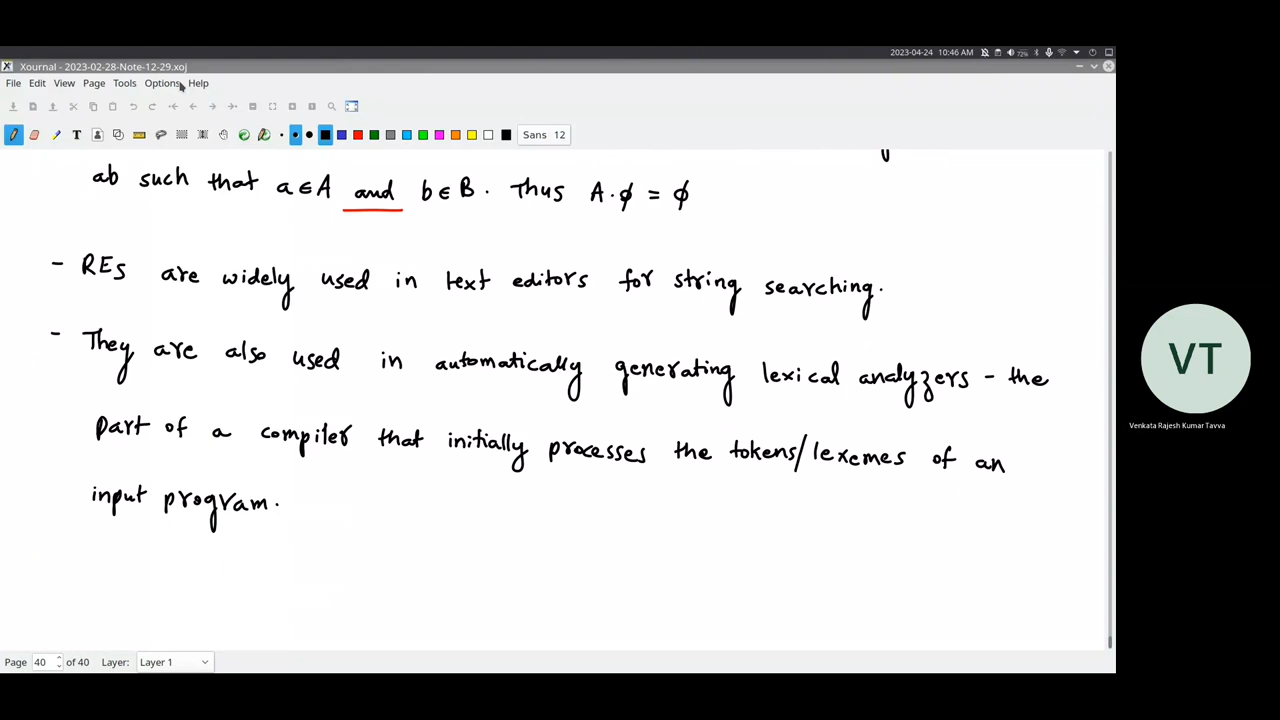 2023-04-24 10:46 AM 72%
Xournal - 2023-02-28-Note-12-29.xoj
File Edit View Page Tools Options Help
T Sans 12
ab such that a ∈ A and b ∈ B. Thus A·ϕ = ϕ
- REs are widely used in text editors for string searching.
- They are also used in automatically generating lexical analyzers - the
part of a compiler that initially processes the tokens/lexemes of an
input program.
VT
Venkata Rajesh Kumar Tavva
Page 40 of 40 Layer: Layer 1